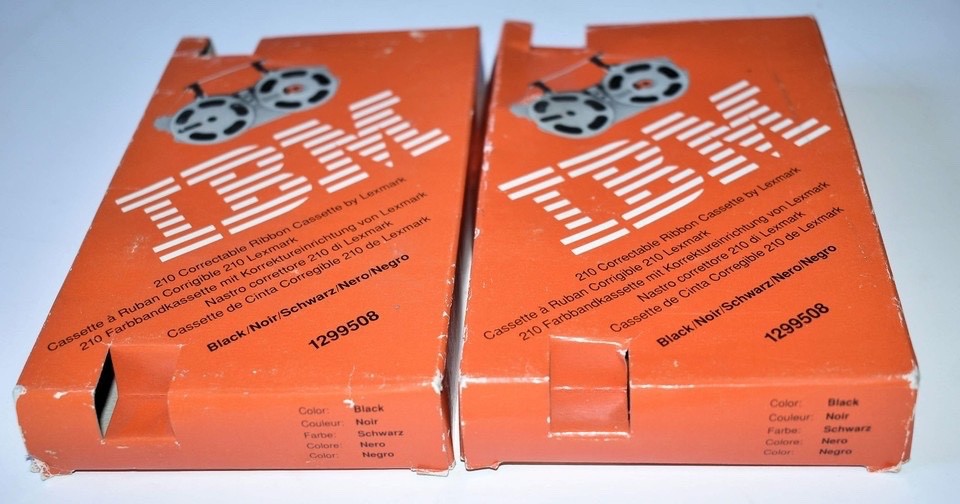 IBM
210 Correctable Ribbon Cassette by Lexmark
Cassette à Ruban Corrigible 210 Lexmark
210 Farbbandkassette mit Korrektureinrichtung von Lexmark
Nastro correttore 210 di Lexmark
Cassette de Cinta Corregible 210 de Lexmark
Black/Noir/Schwarz/Nero/Negro
1299508
Color: Black
Couleur: Noir
Farbe: Schwarz
Colore: Nero
Color: Negro
IBM
210 Correctable Ribbon Cassette by Lexmark
Cassette à Ruban Corrigible 210 Lexmark
210 Farbbandkassette mit Korrektureinrichtung von Lexmark
Nastro correttore 210 di Lexmark
Cassette de Cinta Corregible 210 de Lexmark
Black/Noir/Schwarz/Nero/Negro
1299508
Color: Black
Couleur: Noir
Farbe: Schwarz
Colore: Nero
Color: Negro